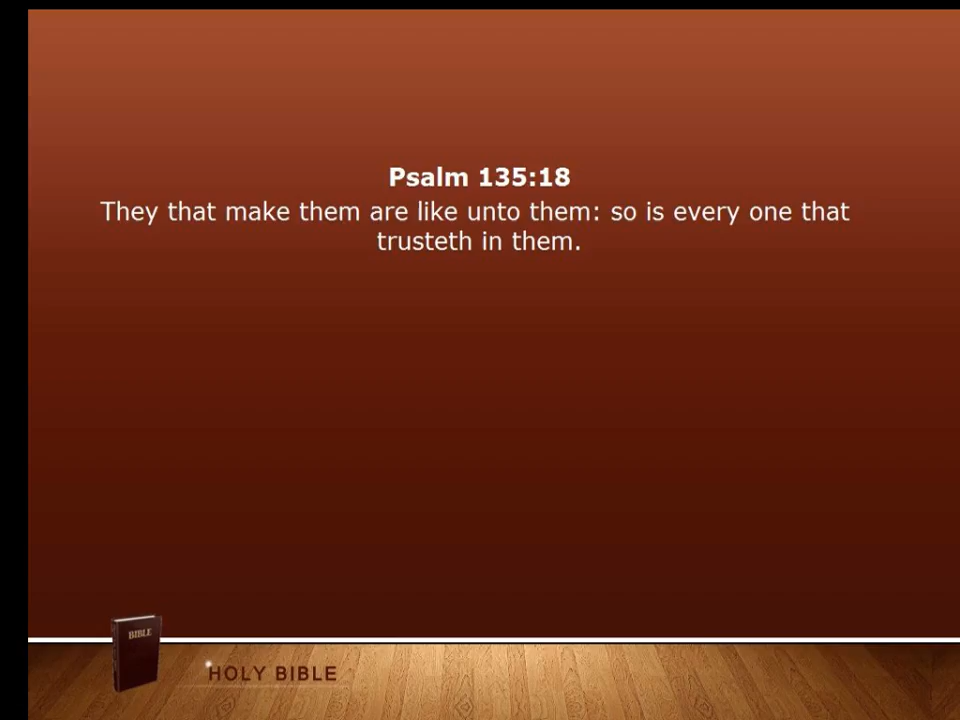 Psalm 135:18
They that make them are like unto them: so is every one that
trusteth in them.
BIBLE
HOLY BIBLE